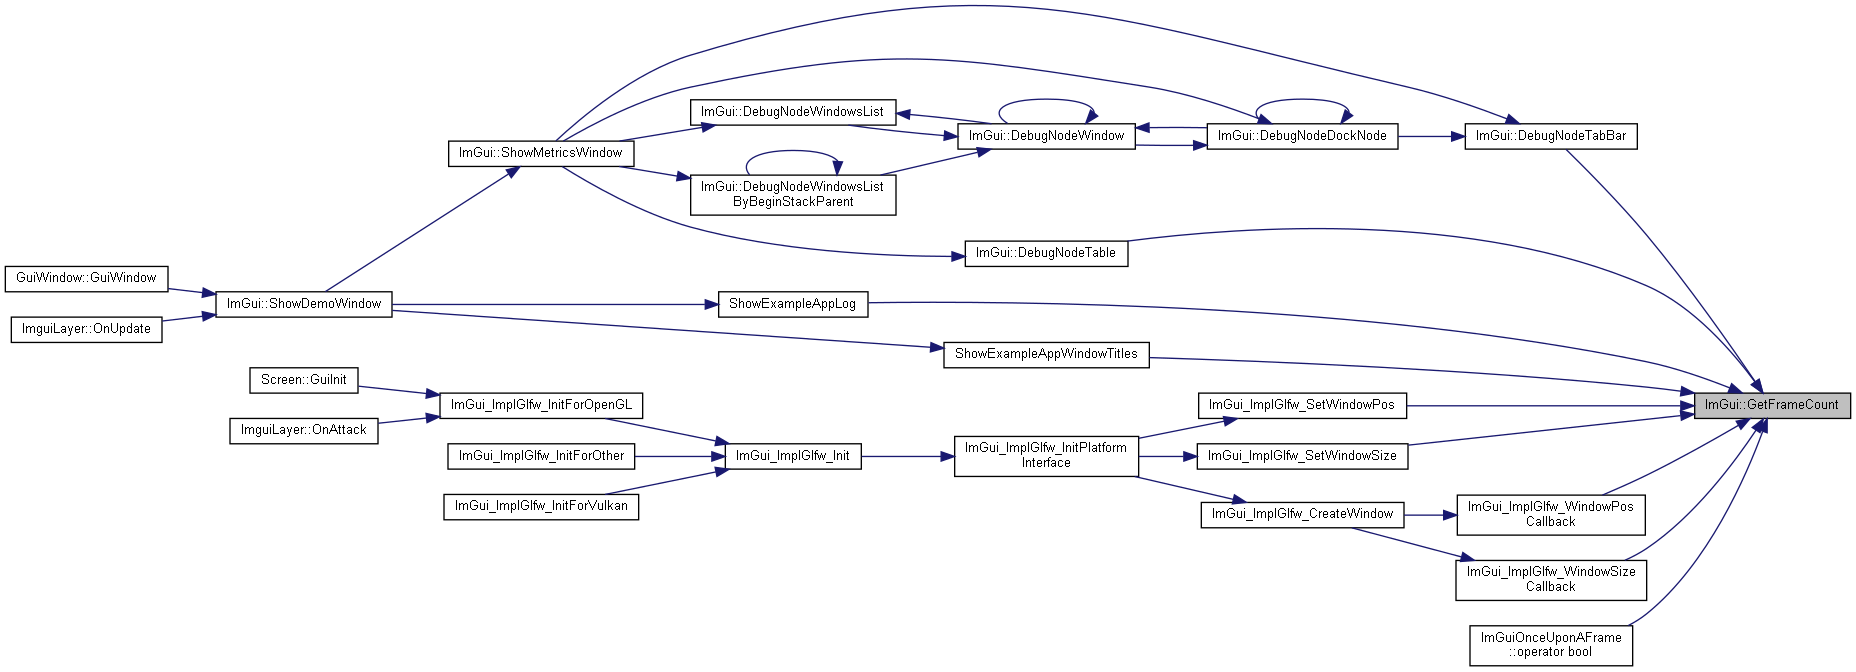 ImGui::DebugNodeWindowsList
ImGui::DebugNodeWindow
ImGui::DebugNodeDockNode
ImGui::DebugNodeTabBar
ImGui::ShowMetricsWindow
ImGui::DebugNodeWindowsList
ByBeginStackParent
ImGui::DebugNodeTable
GuiWindow::GuiWindow
ImGui::ShowDemoWindow
ShowExampleAppLog
ImguiLayer::OnUpdate
ShowExampleAppWindowTitles
Screen::GuiInit
ImGui_ImplGlfw_InitForOpenGL
ImGui_ImplGlfw_SetWindowPos
ImGui::GetFrameCount
ImguiLayer::OnAttack
ImGui_ImplGlfw_InitForOther
ImGui_ImplGlfw_Init
ImGui_ImplGlfw_InitPlatform
Interface
ImGui_ImplGlfw_SetWindowSize
ImGui_ImplGlfw_InitForVulkan
ImGui_ImplGlfw_CreateWindow
ImGui_ImplGlfw_WindowPos
Callback
ImGui_ImplGlfw_WindowSize
Callback
ImGuiOnceUponAFrame
::operator bool